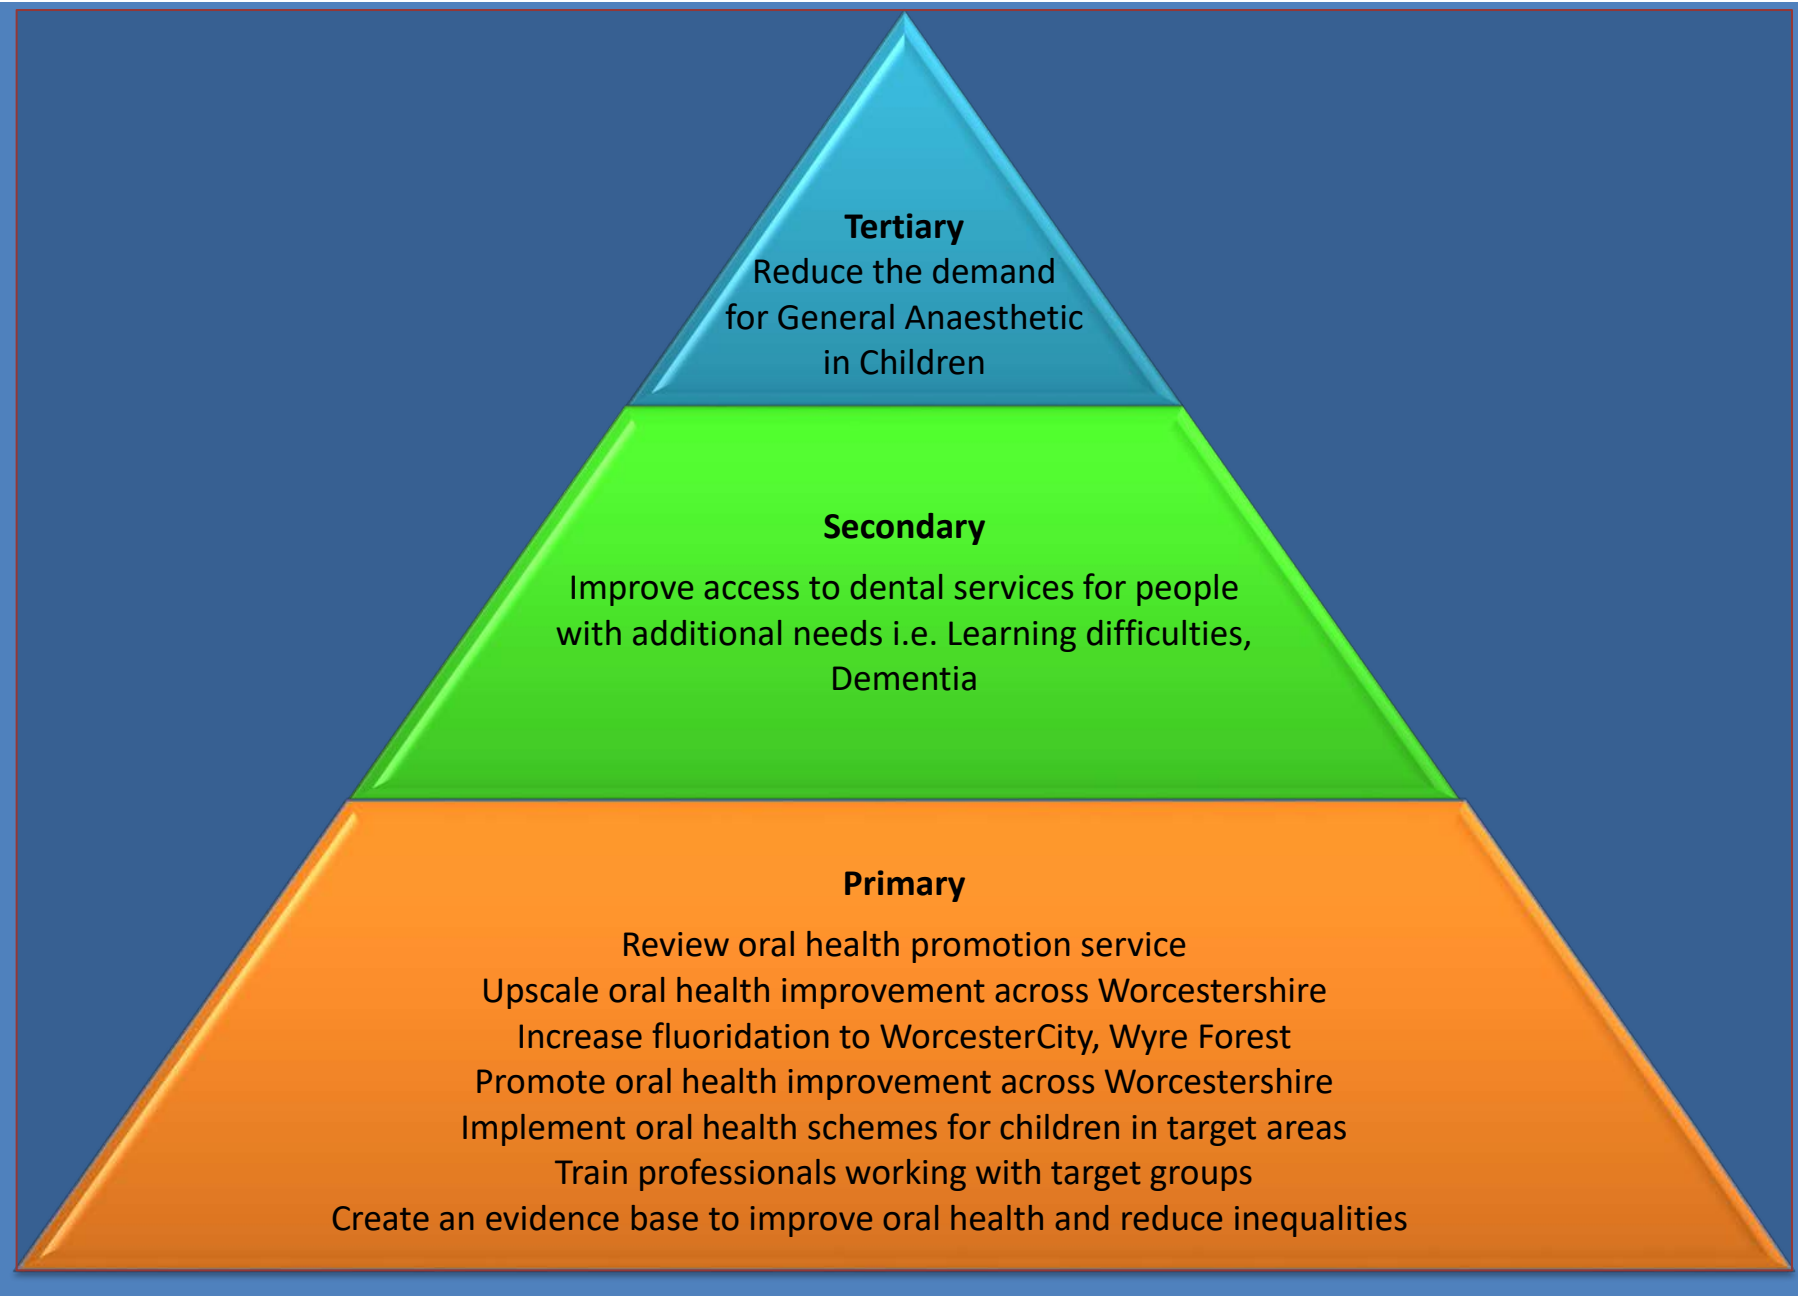 Tertiary
Reduce the demand
for General Anaesthetic
in Children
Secondary
Improve access to dental services for people
with additional needs i.e. Learning difficulties,
Dementia
Primary
Review oral health promotion service
Upscale oral health improvement across Worcestershire
Increase fluoridation to WorcesterCity, Wyre Forest
Promote oral health improvement across Worcestershire
Implement oral health schemes for children in target areas
Train professionals working with target groups
Create an evidence base to improve oral health and reduce inequalities